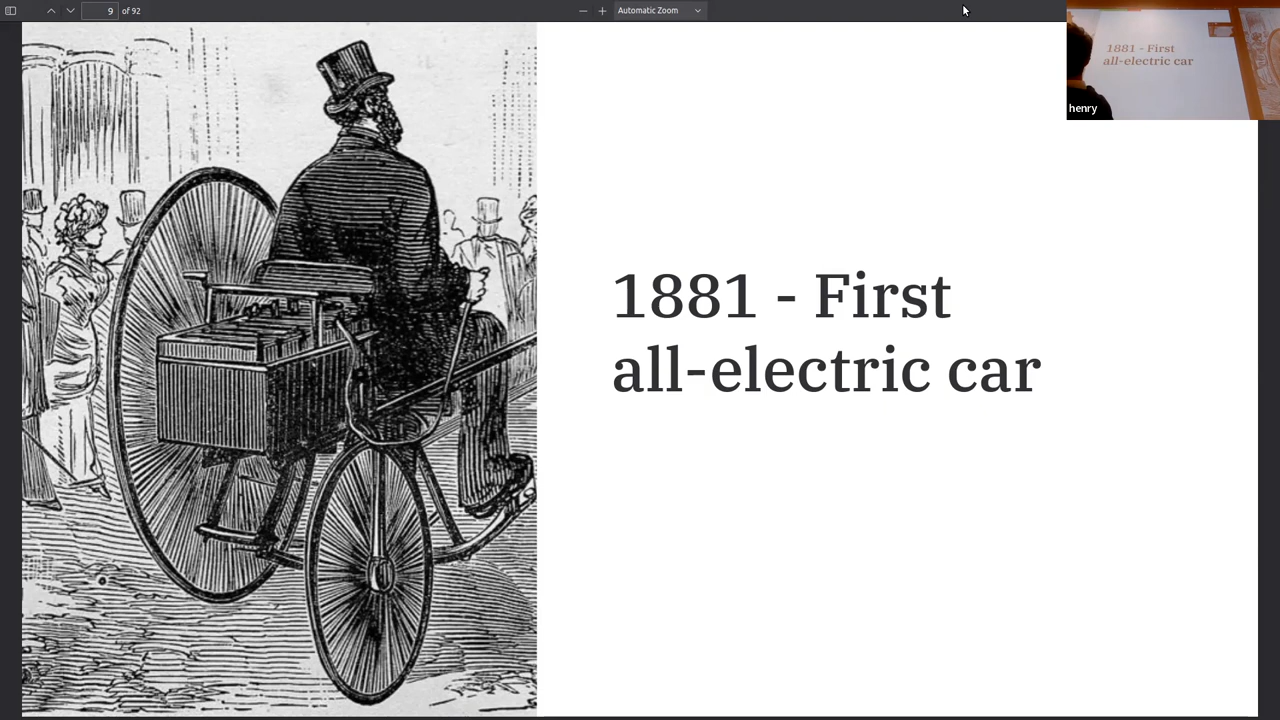 9 of 92
Automatic Zoom
1881 - First
all-electric car
henry
1881 - First
all-electric car